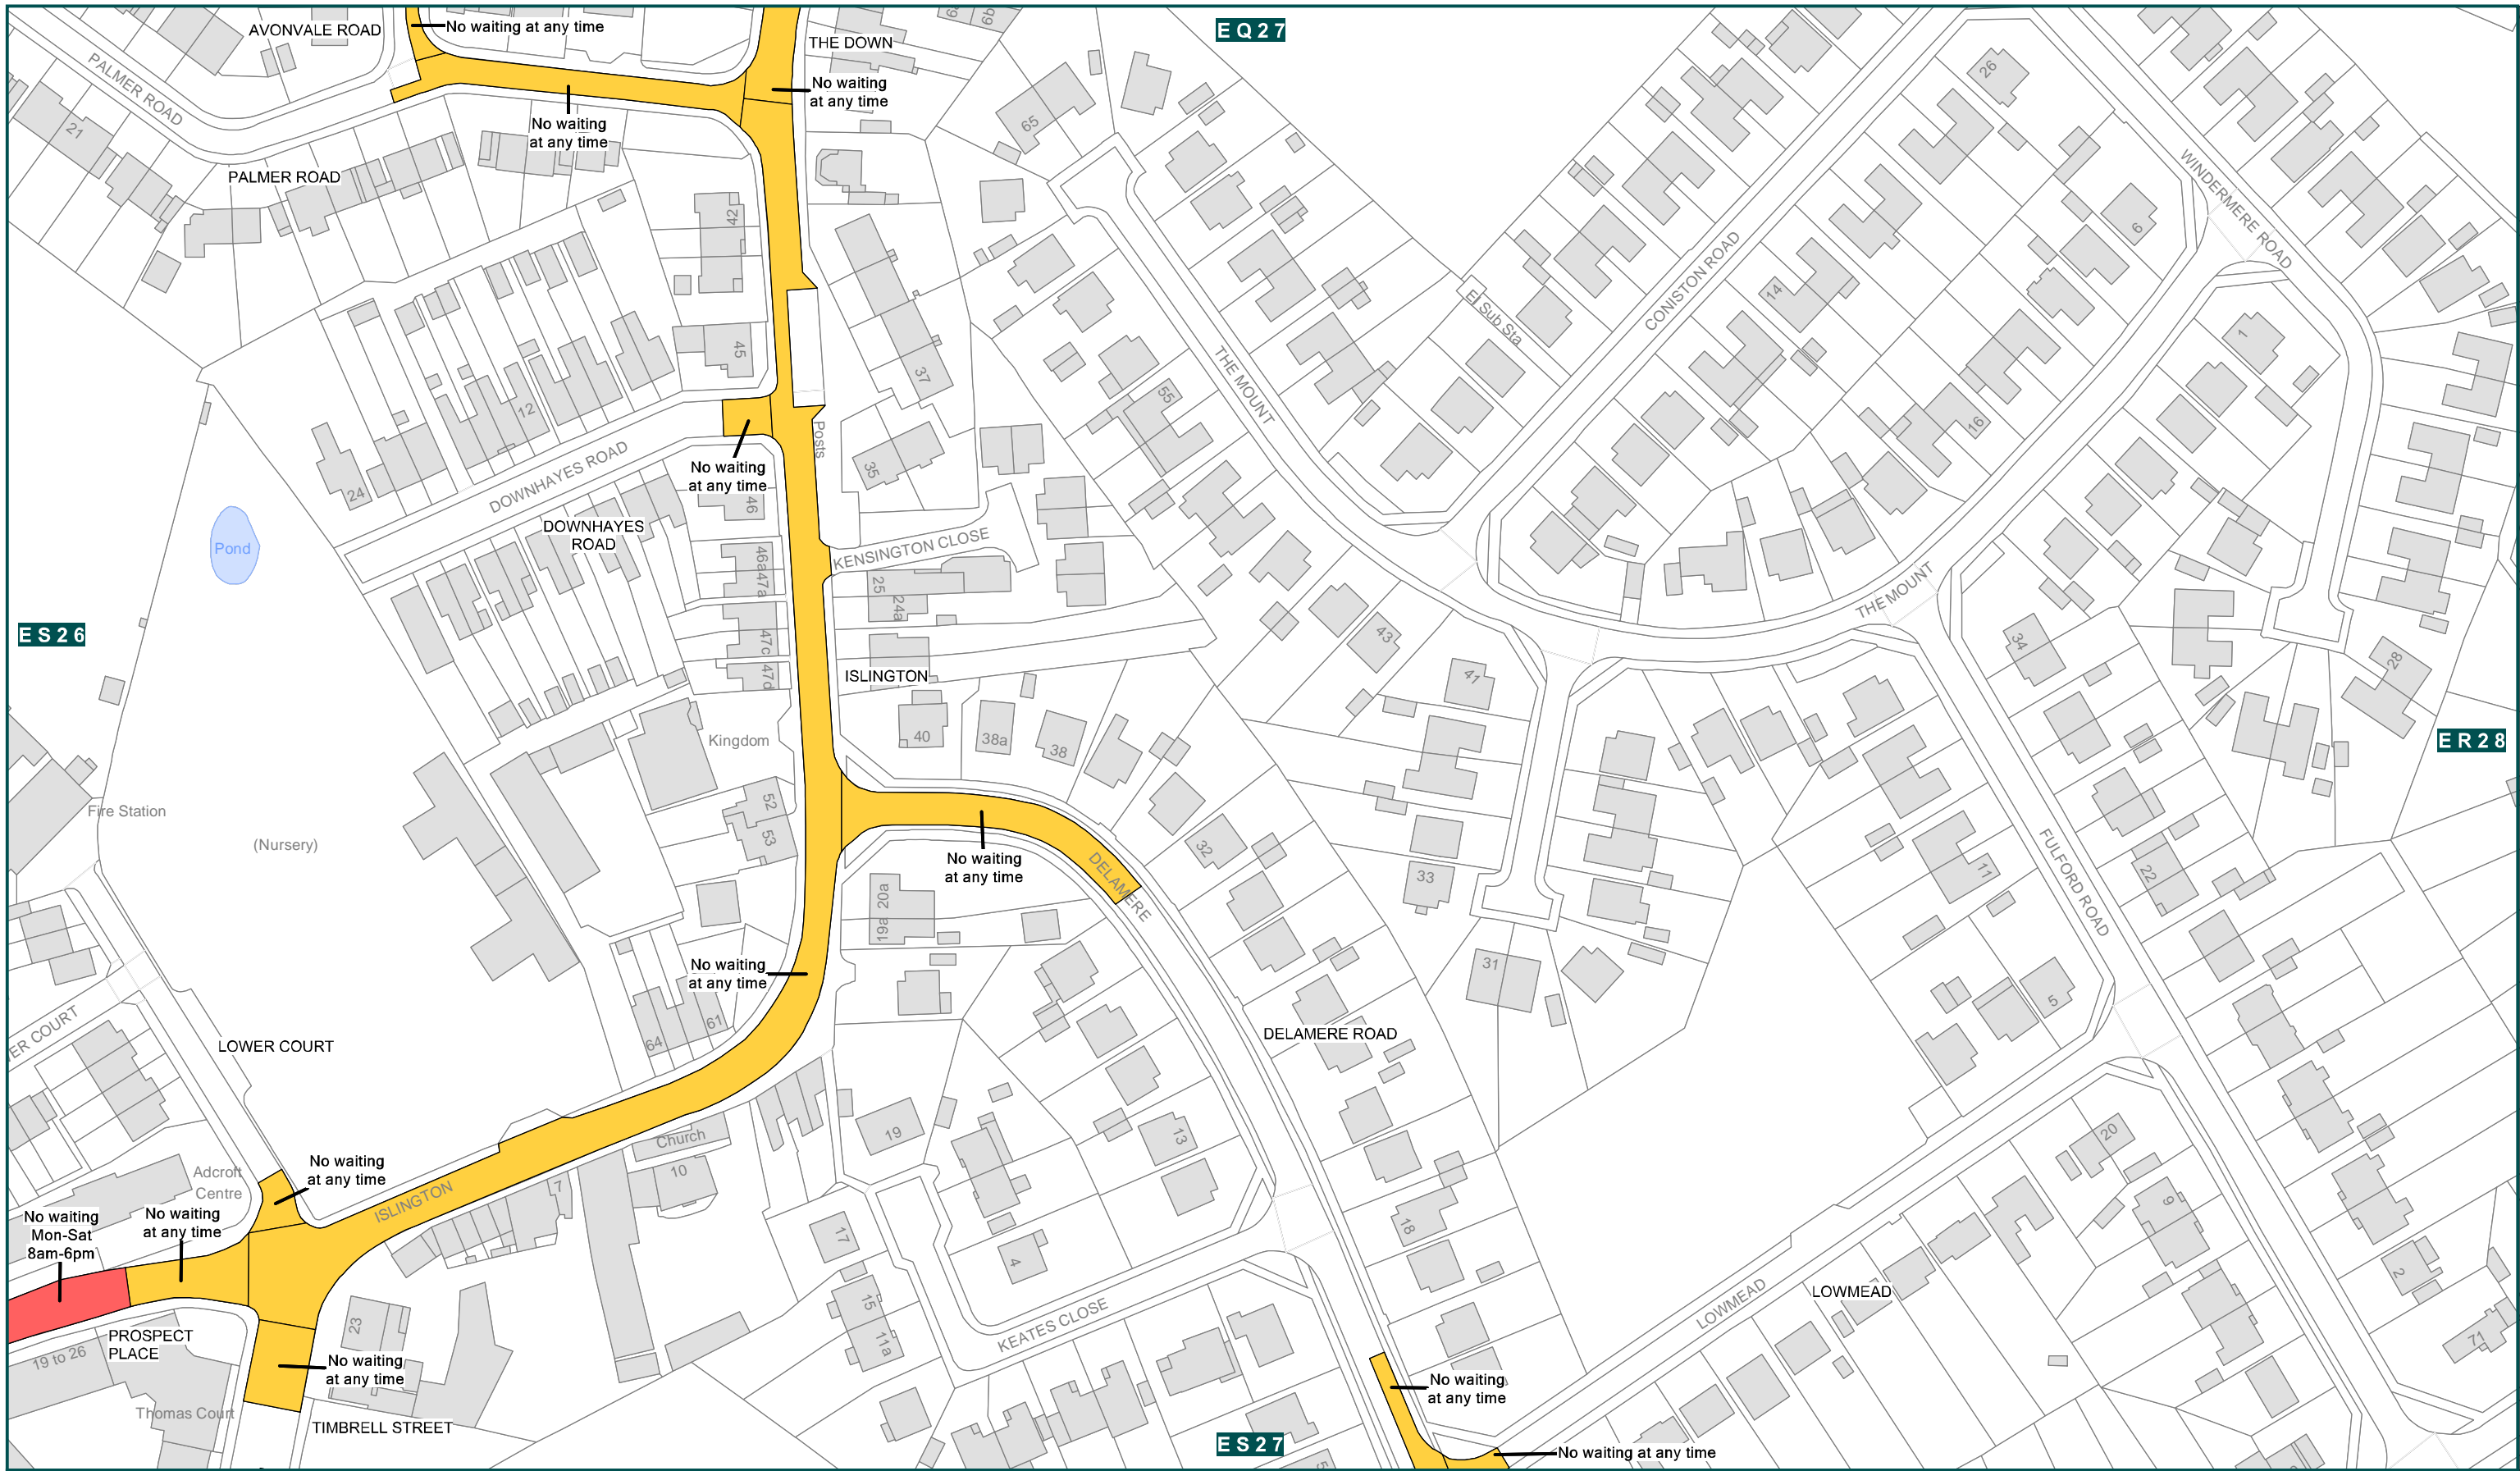 AVONVALE ROAD
No waiting at any time
THE DOWN
6b
EQ27
PALMER ROAD
21
No waiting
at any time
No waiting
at any time
65
26
PALMER ROAD
42
WINDERMERE ROAD
6
CONISTON ROAD
14
El Sub Sta
1
45
37
THE MOUNT
55
12
16
Posts
35
24
DOWNHAYES ROAD
No waiting
at any time
46
DOWNHAYES
ROAD
KENSINGTON CLOSE
Pond
46a
47a
25
24a
THE MOUNT
ES26
47c
47d
43
34
ISLINGTON
41
28
Kingdom
40
38a
38
ER28
52
53
Fire Station
(Nursery)
32
No waiting
at any time
DELAMERE
33
11
22
FULFORD ROAD
19a 20a
No waiting
at any time
31
5
61
64
ER COURT
LOWER COURT
DELAMERE ROAD
Church
19
13
20
10
No waiting
at any time
Adcroft
Centre
ISLINGTON
7
9
No waiting
Mon-Sat
8am-6pm
No waiting
at any time
17
18
4
2
LOWMEAD
LOWMEAD
15
11a
KEATES CLOSE
23
PROSPECT
PLACE
19 to 26
71
No waiting
at any time
No waiting
at any time
Thomas Court
TIMBRELL STREET
ES27
No waiting at any time